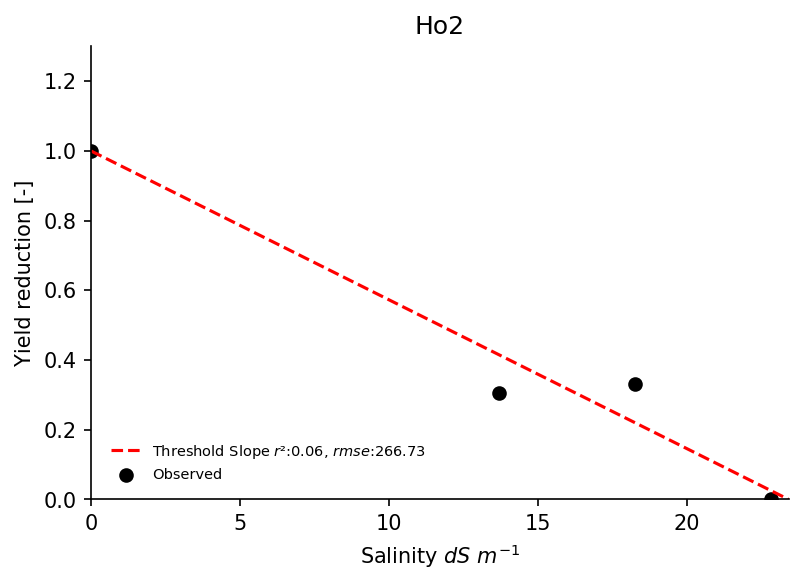 Ho2
Yield reduction [-]
1.2
1.0
0.8
0.6
0.4
0.2
0.0
Threshold Slope r²:0.06, rmse:266.73
Observed
0 5 10 15 20
Salinity dS m⁻¹